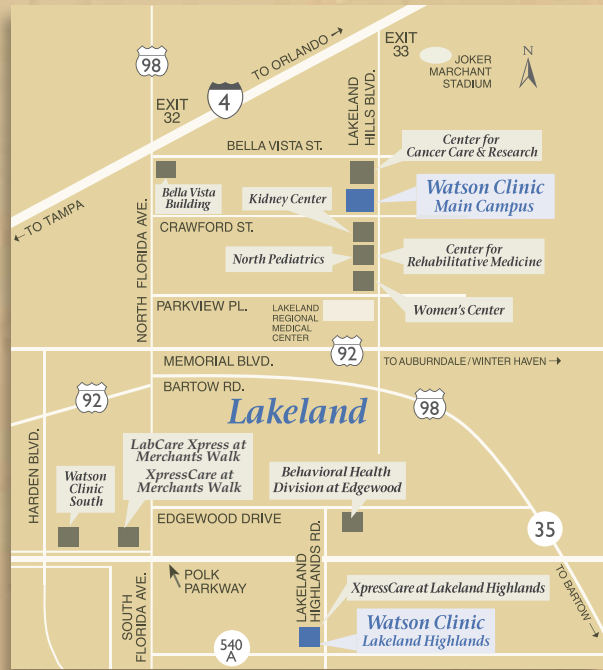 98
TO ORLANDO →
EXIT
33
JOKER
MARCHANT
STADIUM
N
EXIT
32
4
LAKELAND
HILLS BLVD.
BELLA VISTA ST.
Center for
Cancer Care & Research
Bella Vista
Building
Kidney Center
Watson Clinic
Main Campus
← TO TAMPA
NORTH FLORIDA AVE.
CRAWFORD ST.
North Pediatrics
Center for
Rehabilitative Medicine
PARKVIEW PL.
LAKELAND
REGIONAL
MEDICAL
CENTER
Women's Center
92
MEMORIAL BLVD.
TO AUBURNDALE/WINTER HAVEN →
BARTOW RD.
92
98
Lakeland
HARDEN BLVD.
LabCare Xpress at
Merchants Walk
XpressCare at
Merchants Walk
Watson
Clinic
South
Behavioral Health
Division at Edgewood
EDGEWOOD DRIVE
35
POLK
PARKWAY
LAKELAND
HIGHLANDS RD.
TO BARTOW →
XpressCare at Lakeland Highlands
SOUTH
FLORIDA AVE.
Watson Clinic
Lakeland Highlands
540
A